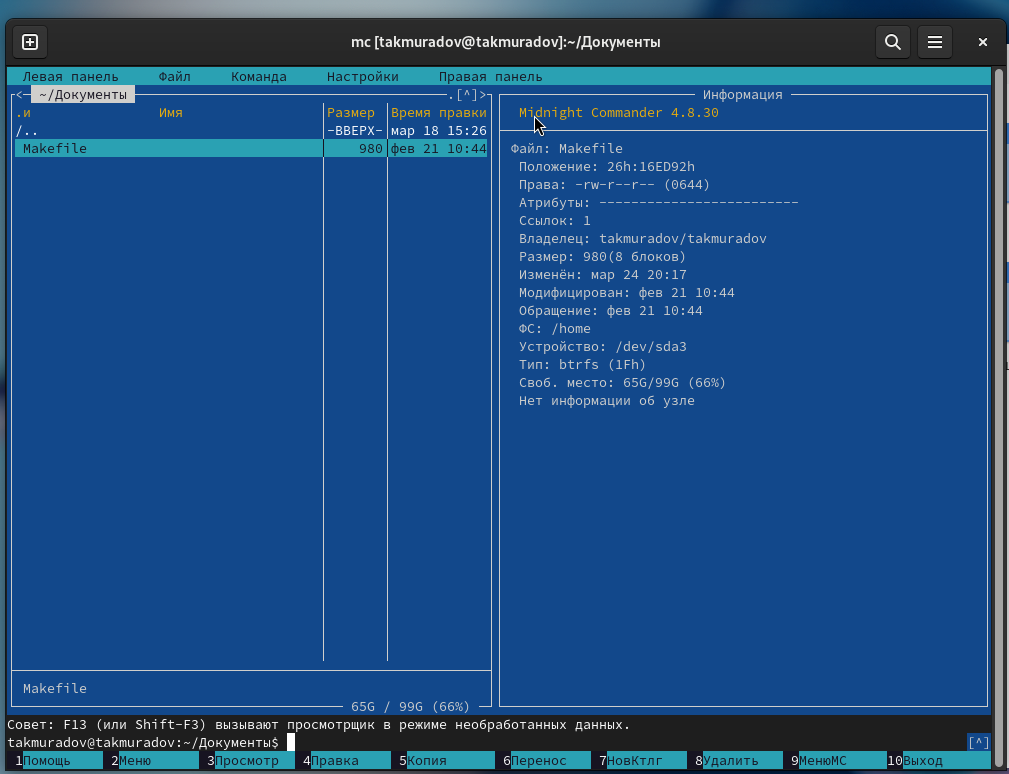 mc [takmuradov@takmuradov]:~/Документы
Левая панель Файл Команда Настройки Правая панель
<─ ~/Документы .[^]>
.и Имя Размер Время правки
/.. -ВВЕРХ- мар 18 15:26
Makefile 980 фев 21 10:44
Makefile
65G / 99G (66%)
Информация
Midnight Commander 4.8.30
Файл: Makefile
Положение: 26h:16ED92h
Права: -rw-r--r-- (0644)
Атрибуты: -------------------------
Ссылок: 1
Владелец: takmuradov/takmuradov
Размер: 980(8 блоков)
Изменён: мар 24 20:17
Модифицирован: фев 21 10:44
Обращение: фев 21 10:44
ФС: /home
Устройство: /dev/sda3
Тип: btrfs (1Fh)
Своб. место: 65G/99G (66%)
Нет информации об узле
Совет: F13 (или Shift-F3) вызывают просмотрщик в режиме необработанных данных.
takmuradov@takmuradov:~/Документы$ [^]
1Помощь 2Меню 3Просмотр 4Правка 5Копия 6Перенос 7НовКтлг 8Удалить 9МенюMC 10Выход